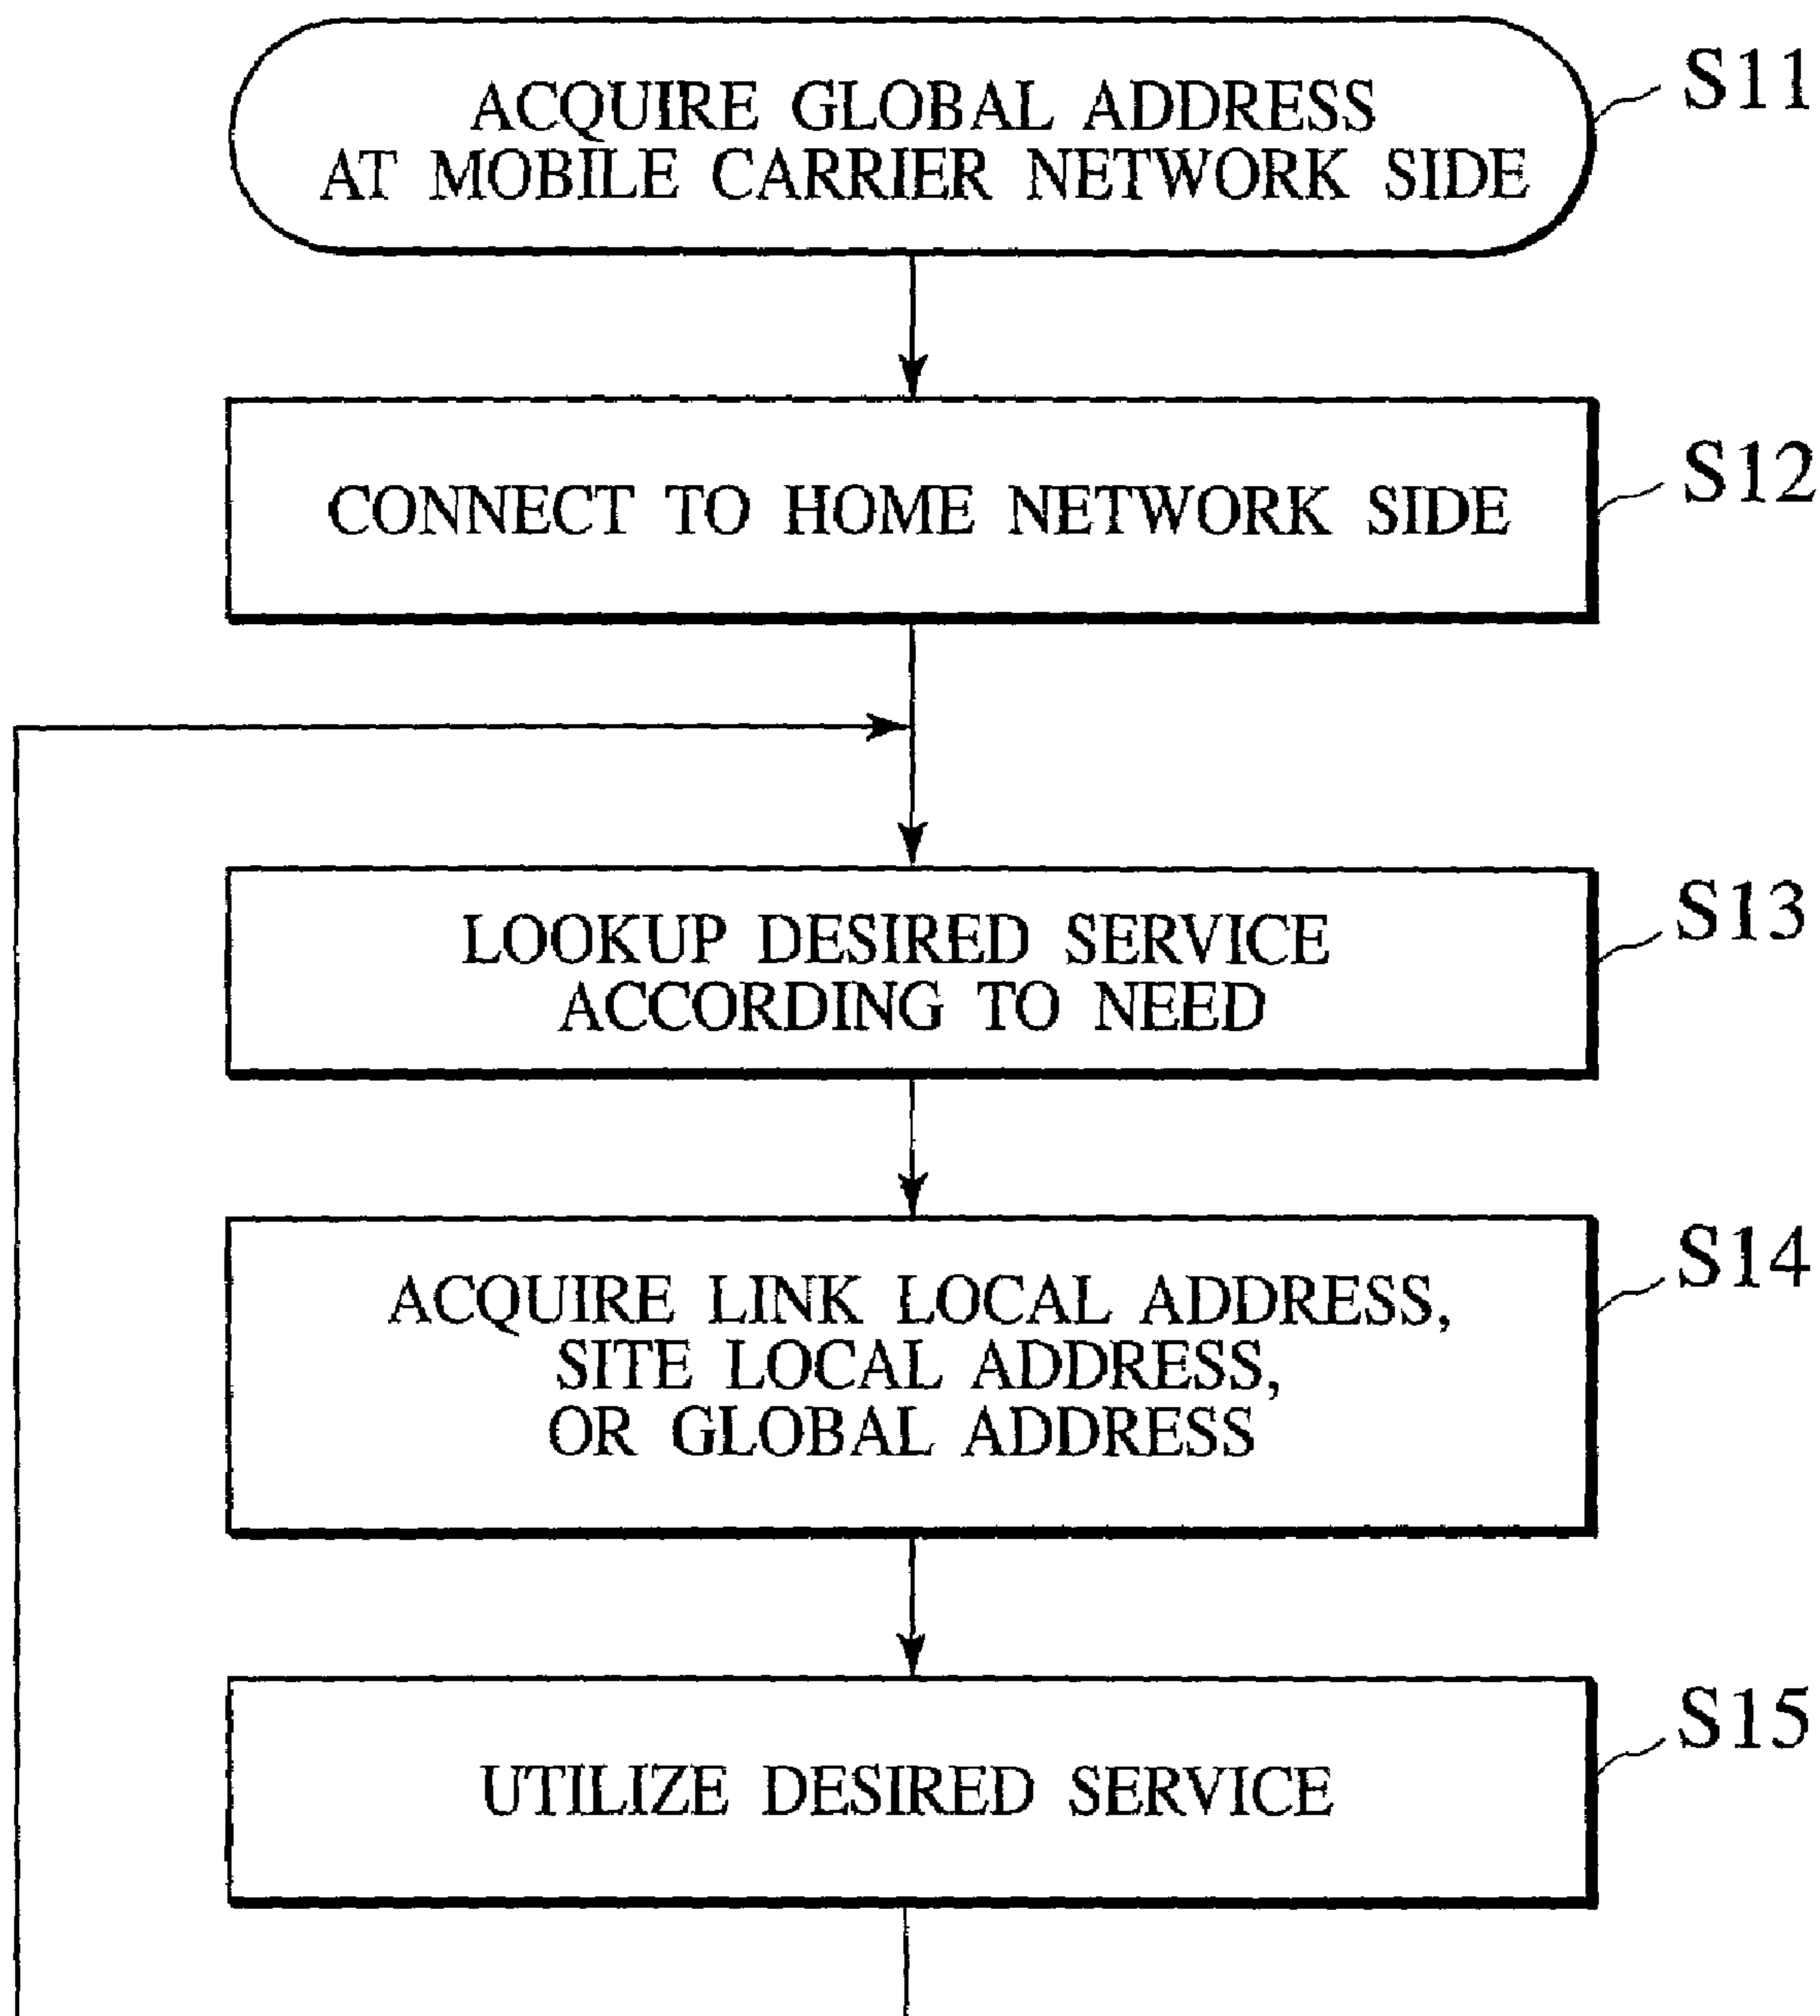 ACQUIRE GLOBAL ADDRESS
AT MOBILE CARRIER NETWORK SIDE
S11
CONNECT TO HOME NETWORK SIDE
S12
LOOKUP DESIRED SERVICE
ACCORDING TO NEED
S13
ACQUIRE LINK LOCAL ADDRESS,
SITE LOCAL ADDRESS,
OR GLOBAL ADDRESS
S14
UTILIZE DESIRED SERVICE
S15